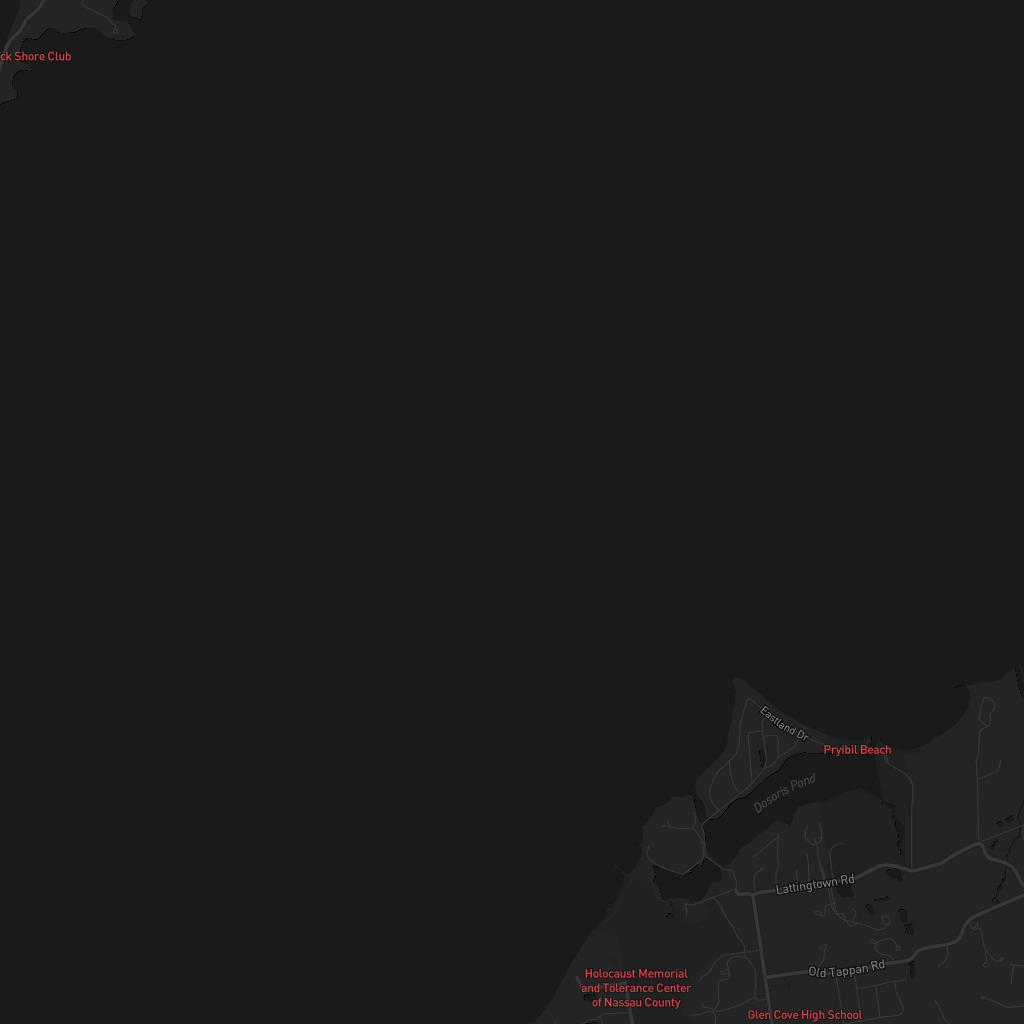 ck Shore Club
Eastland Dr
Pryibil Beach
Dosoris Pond
Lattingtown Rd
Old Tappan Rd
Holocaust Memorial
and Tolerance Center
of Nassau County
Glen Cove High School